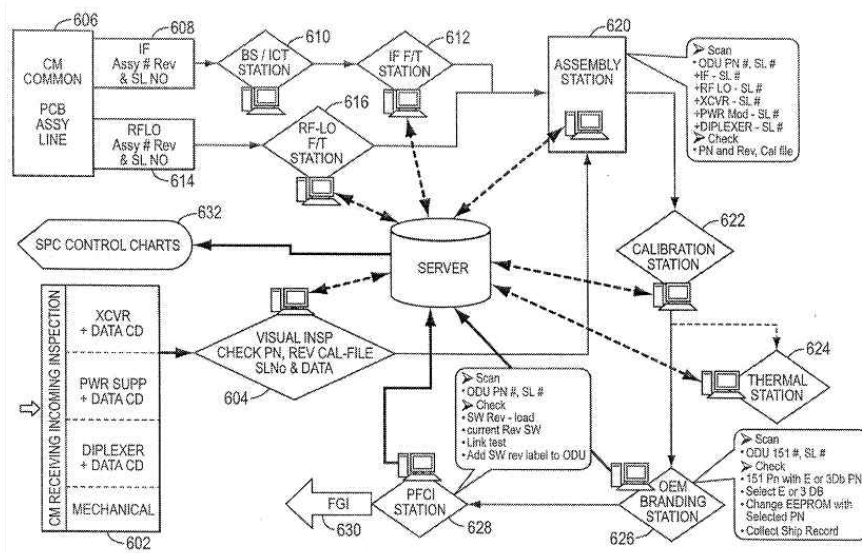 606
CM
COMMON
PCB
ASSY
LINE
608
IF
Assy # Rev
& SL NO
610
BS / ICT
STATION
612
IF F/T
STATION
614
RFLO
Assy # Rev
& SL NO
616
RF-LO
F/T
STATION
620
ASSEMBLY
STATION
➢ Scan
• ODU PN #, SL #
+IF - SL #
+RF LO - SL #
+XCVR - SL #
+PWR Mod - SL #
+DIPLEXER - SL #
➢ Check
• PN and Rev, Cal file
632
SPC CONTROL CHARTS
SERVER
622
CALIBRATION
STATION
624
THERMAL
STATION
CM RECEIVING INCOMING INSPECTION
XCVR
+ DATA CD
PWR SUPP
+ DATA CD
DIPLEXER
+ DATA CD
MECHANICAL
602
VISUAL INSP
CHECK PN, REV CAL-FILE
SLNo & DATA
604
➢ Scan
• ODU PN #, SL #
➢ Check
• SW Rev - load
current Rev SW
• Link test
• Add SW rev label to ODU
FGI
630
PFCI
STATION
628
OEM
BRANDING
STATION
626
➢ Scan
• ODU 151 #, SL #
➢ Check
• 151 Pn with E or 3Db PN
• Select E or 3 DB
• Change EEPROM with
Selected PN
• Collect Ship Record